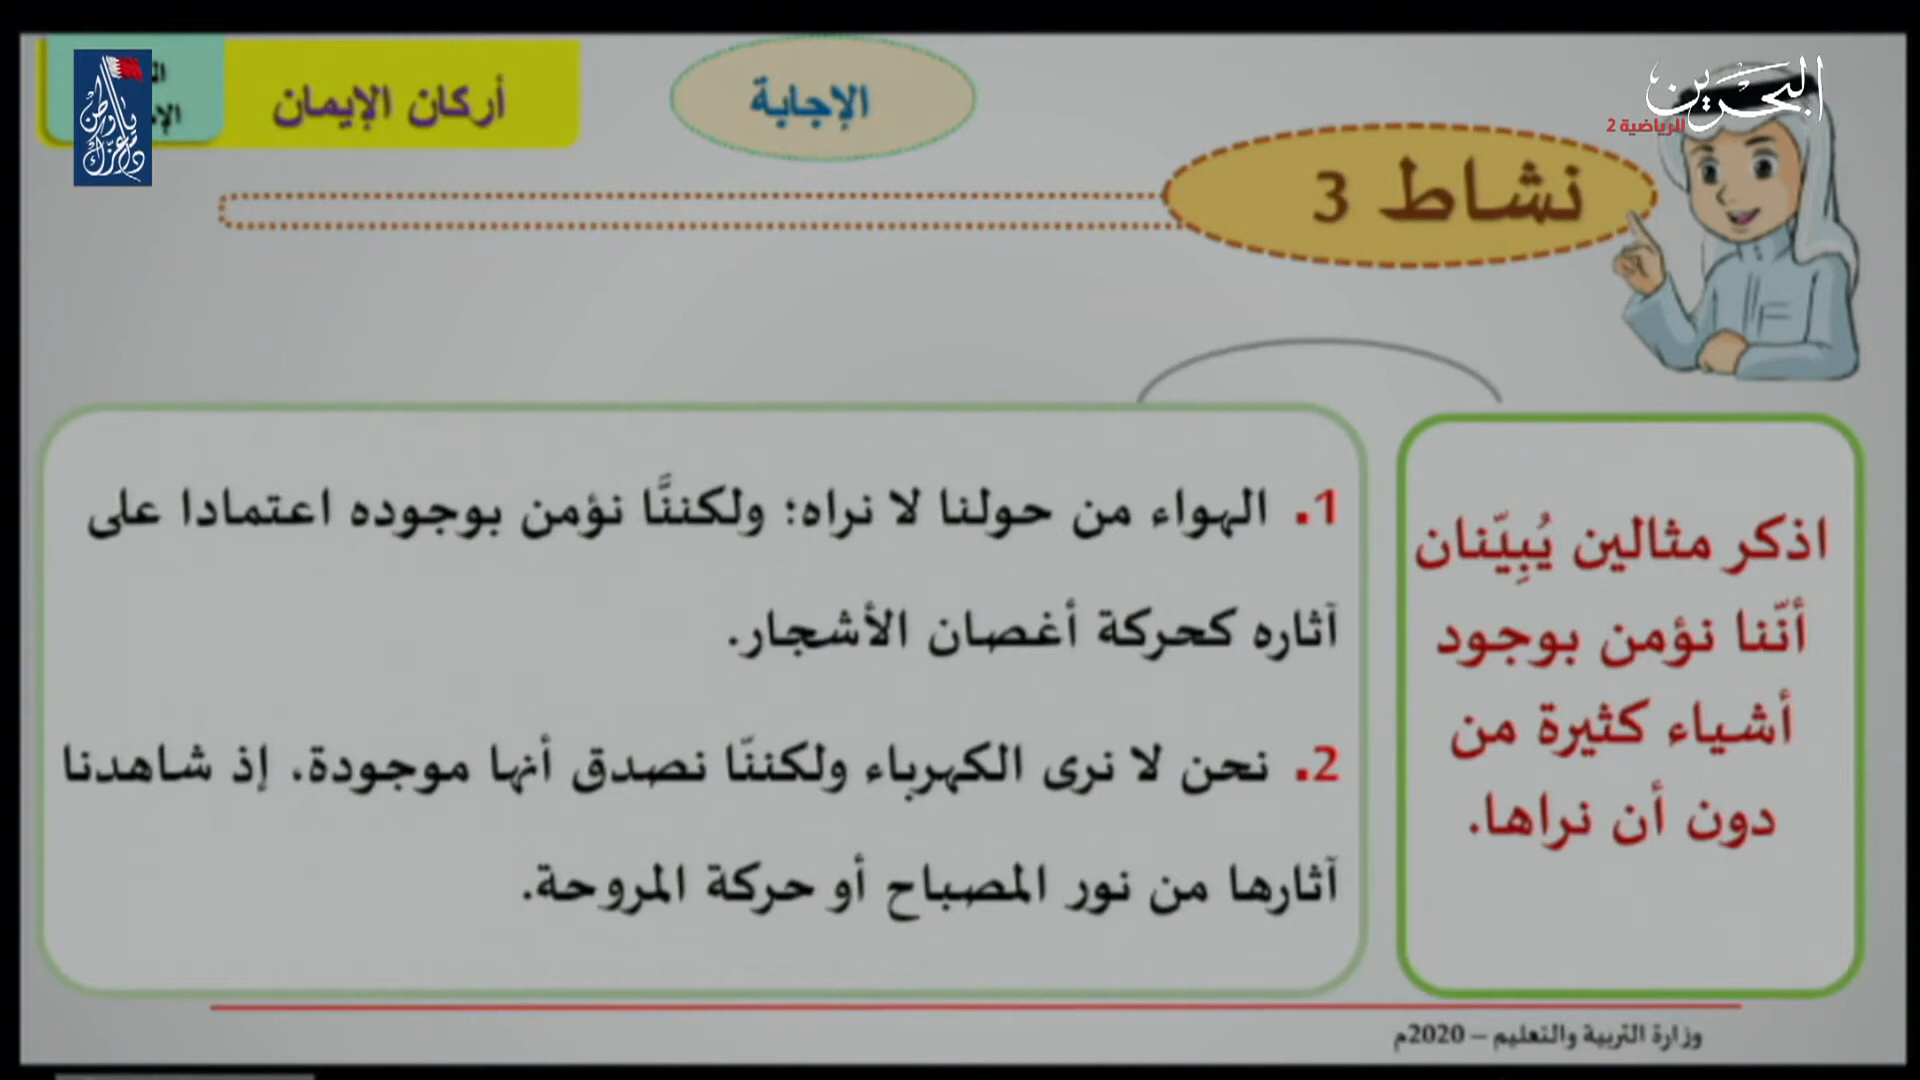 البحرين
الرياضية 2
الإجابة
أركان الإيمان
نشاط 3
اذكر مثالين يُبِيّنان
أنّنا نؤمن بوجود
أشياء كثيرة من
دون أن نراها.
1. الهواء من حولنا لا نراه؛ ولكننَّا نؤمن بوجوده اعتمادا على
آثاره كحركة أغصان الأشجار.
2. نحن لا نرى الكهرباء ولكننّا نصدق أنها موجودة. إذ شاهدنا
آثارها من نور المصباح أو حركة المروحة.
وزارة التربية والتعليم – 2020م